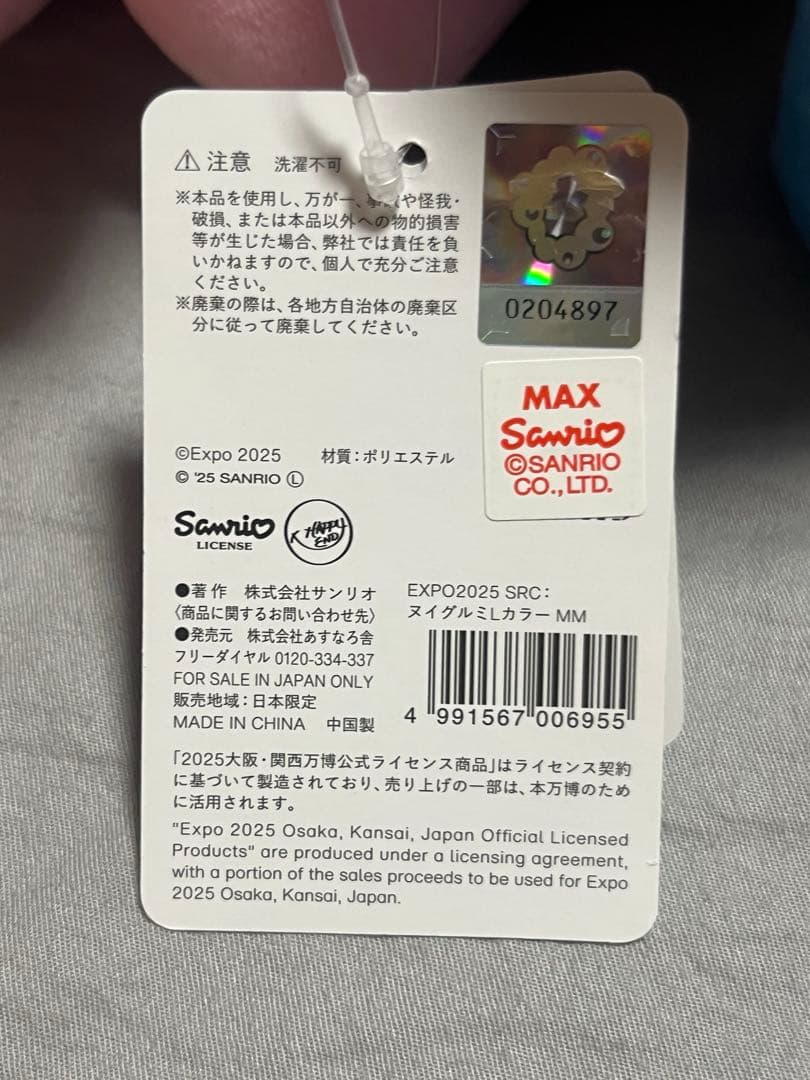 ⚠注意 洗濯不可
※本品を使用し、万が一、事故や怪我・
破損、または本品以外への物的損害
等が生じた場合、弊社では責任を負
いかねますので、個人で充分ご注意
ください。
※廃棄の際は、各地方自治体の廃棄区
分に従って廃棄してください。
0204897
MAX
Sanrio
©SANRIO
CO.,LTD.
©Expo 2025 材質:ポリエステル
© '25 SANRIO Ⓛ
Sanrio
LICENSE
HAPPY
END
●著作 株式会社サンリオ
〈商品に関するお問い合わせ先〉
●発売元 株式会社あすなろ舎
フリーダイヤル 0120-334-337
FOR SALE IN JAPAN ONLY
販売地域:日本限定
MADE IN CHINA 中国製
EXPO2025 SRC:
ヌイグルミLカラー MM
4 991567 006955
「2025大阪・関西万博公式ライセンス商品」はライセンス契約
に基づいて製造されており、売り上げの一部は、本万博のため
に活用されます。
"Expo 2025 Osaka, Kansai, Japan Official Licensed
Products" are produced under a licensing agreement,
with a portion of the sales proceeds to be used for Expo
2025 Osaka, Kansai, Japan.